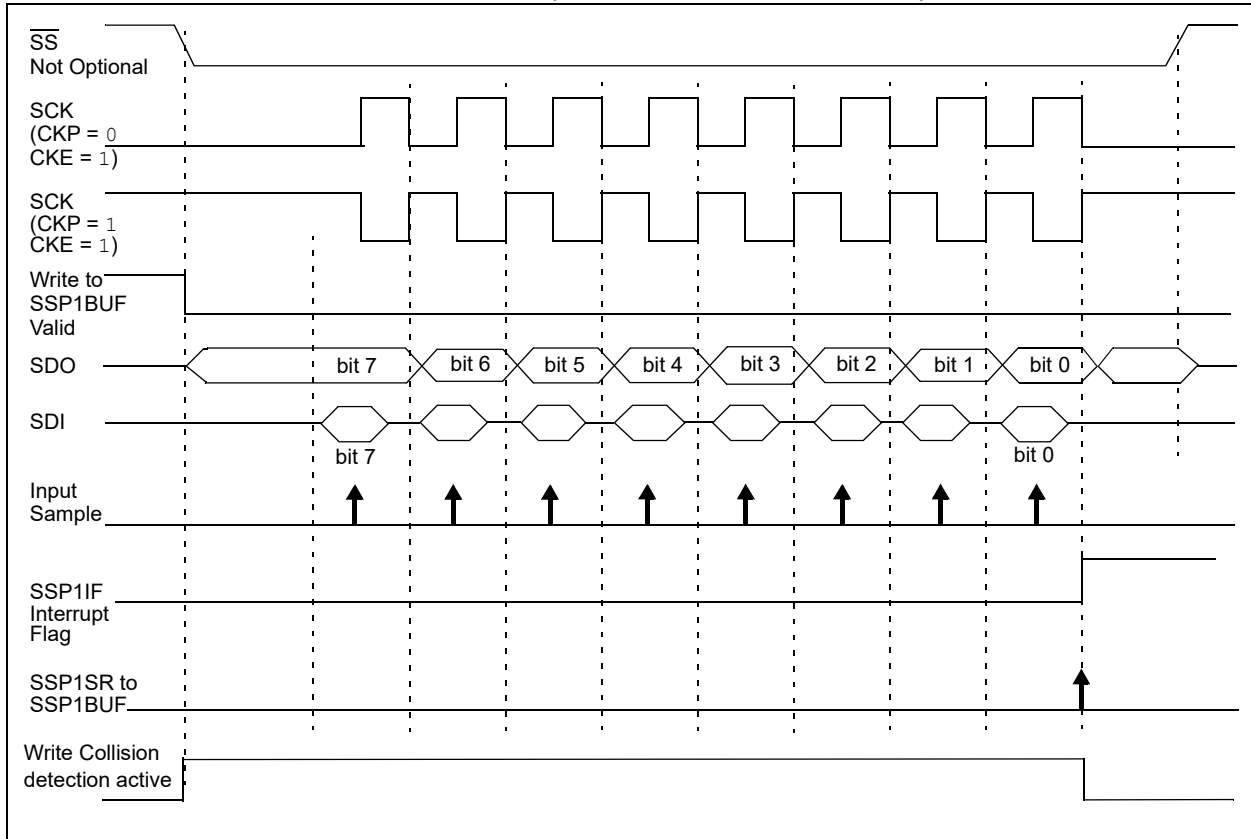 SS
Not Optional
SCK
(CKP = 0
CKE = 1)
SCK
(CKP = 1
CKE = 1)
Write to
SSP1BUF
Valid
SDO
bit 7
bit 6
bit 5
bit 4
bit 3
bit 2
bit 1
bit 0
SDI
bit 7
bit 0
Input
Sample
SSP1IF
Interrupt
Flag
SSP1SR to
SSP1BUF
Write Collision
detection active